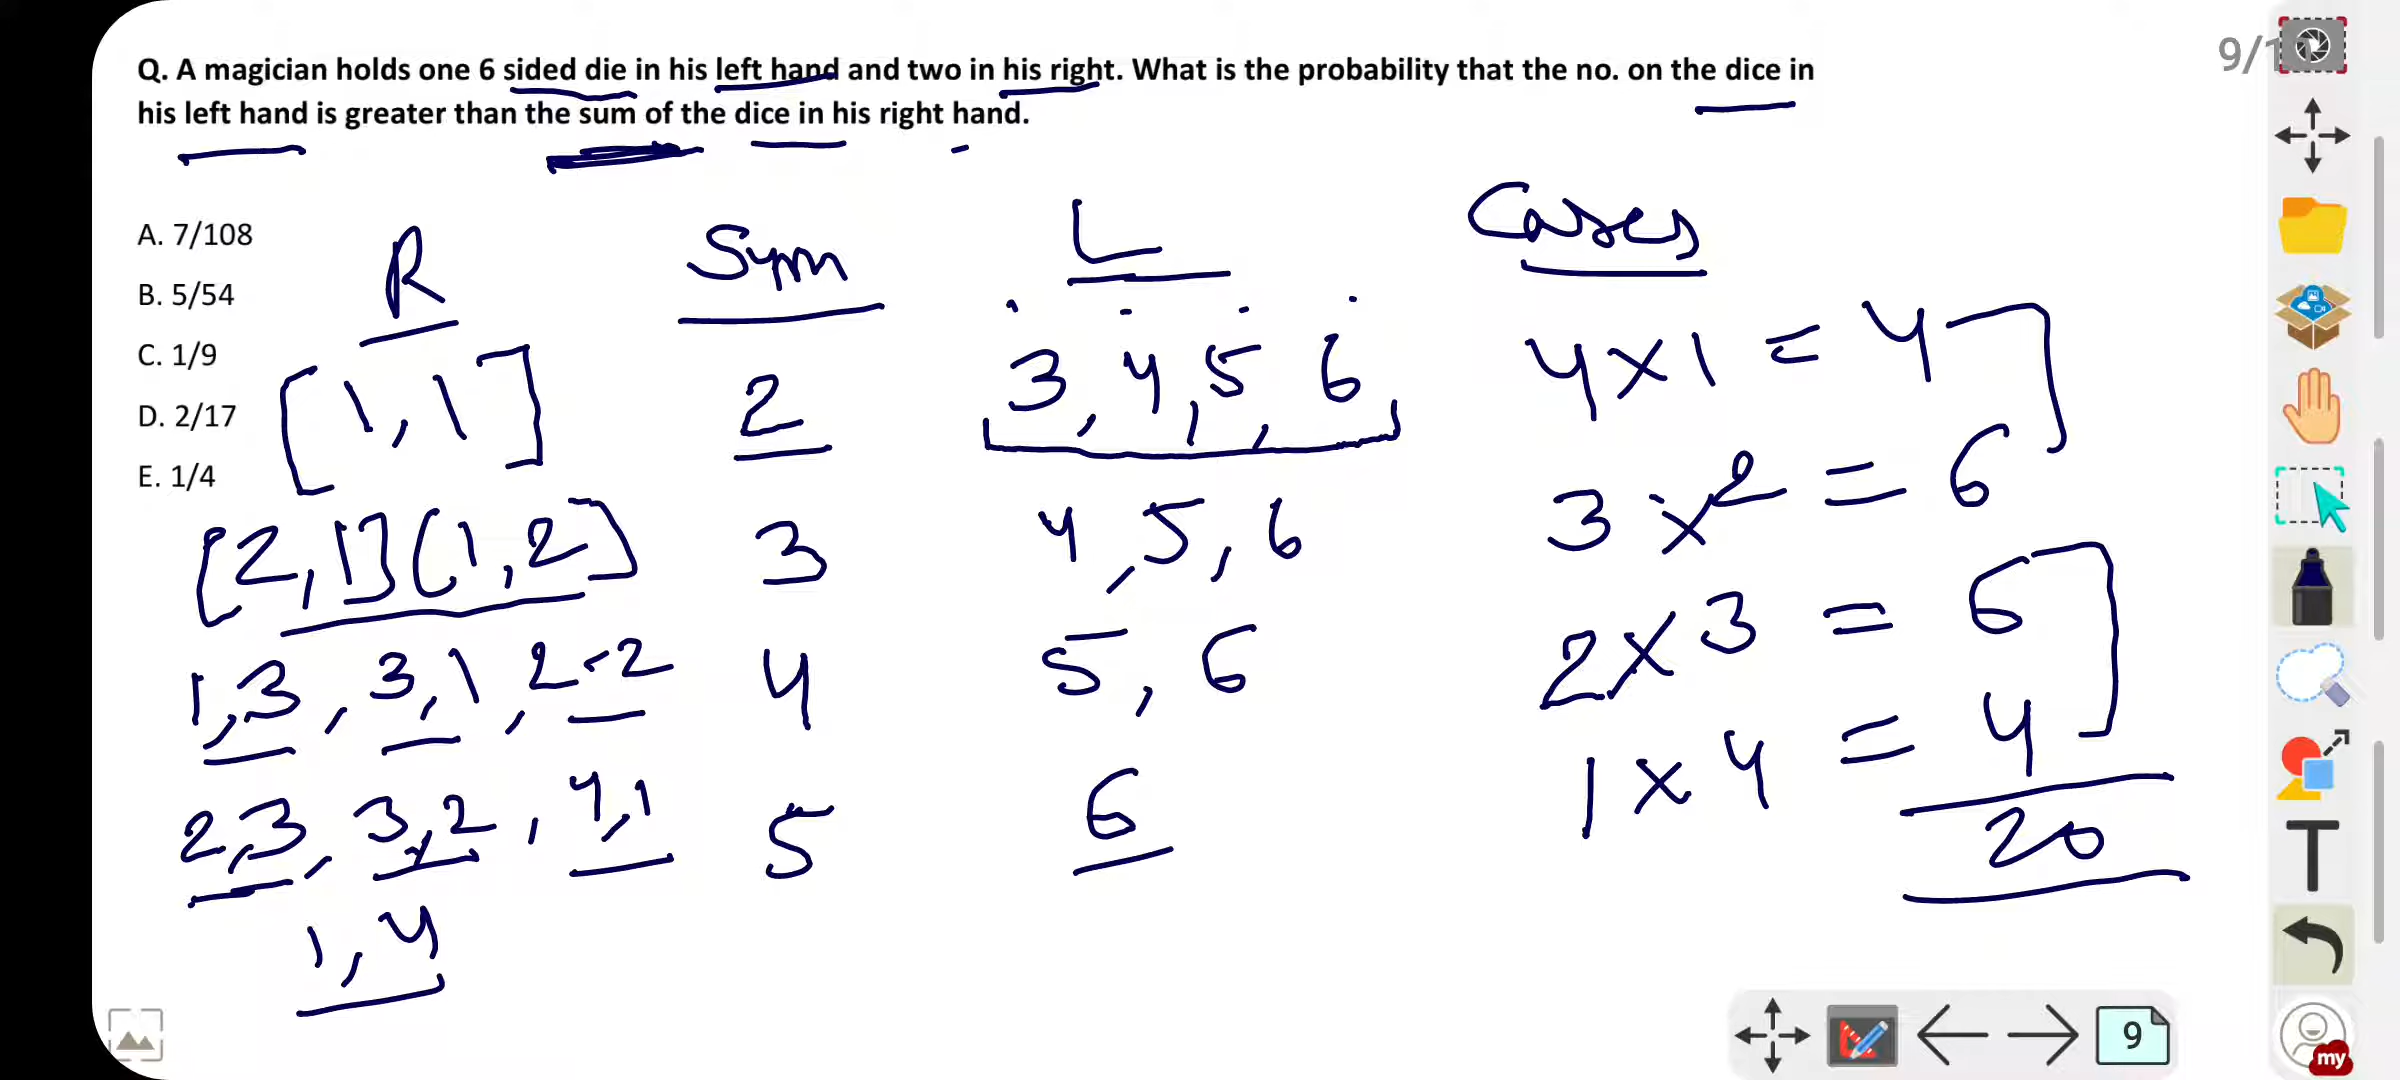 Q. A magician holds one 6 sided die in his left hand and two in his right. What is the probability that the no. on the dice in
his left hand is greater than the sum of the dice in his right hand.
9/1
A. 7/108
B. 5/54
C. 1/9
D. 2/17
E. 1/4
R Sum L Cases
[1,1] 2 3,4,5,6 4×1=4
[2,1](1,2] 3 4,5,6 3×2=6
1,3, 3,1, 2-2 4 5,6 2×3=6
2,3, 3,2, 4,1 5 6 1×4=4
1,4
20
T
9
my